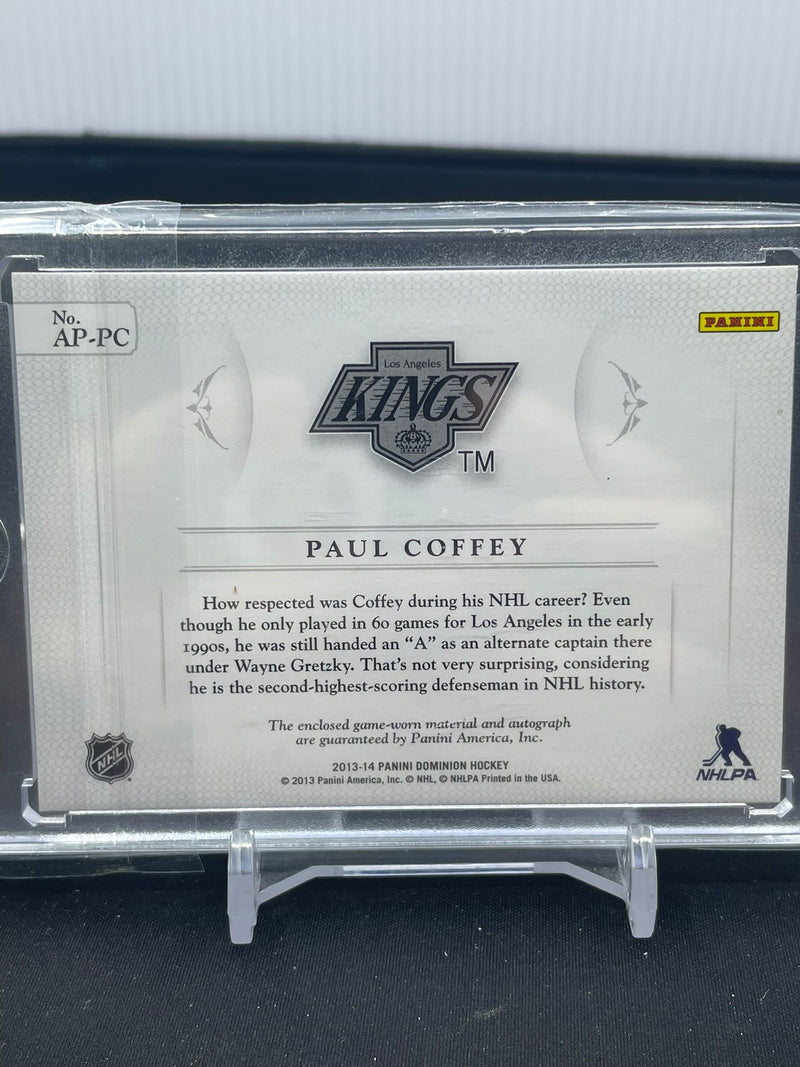 No.
AP-PC
PANINI
Los Angeles
KINGS
TM
PAUL COFFEY
How respected was Coffey during his NHL career? Even
though he only played in 60 games for Los Angeles in the early
1990s, he was still handed an “A” as an alternate captain there
under Wayne Gretzky. That’s not very surprising, considering
he is the second-highest-scoring defenseman in NHL history.
The enclosed game-worn material and autograph
are guaranteed by Panini America, Inc.
2013-14 PANINI DOMINION HOCKEY
© 2013 Panini America, Inc. © NHL, © NHLPA Printed in the USA.
NHL
NHLPA